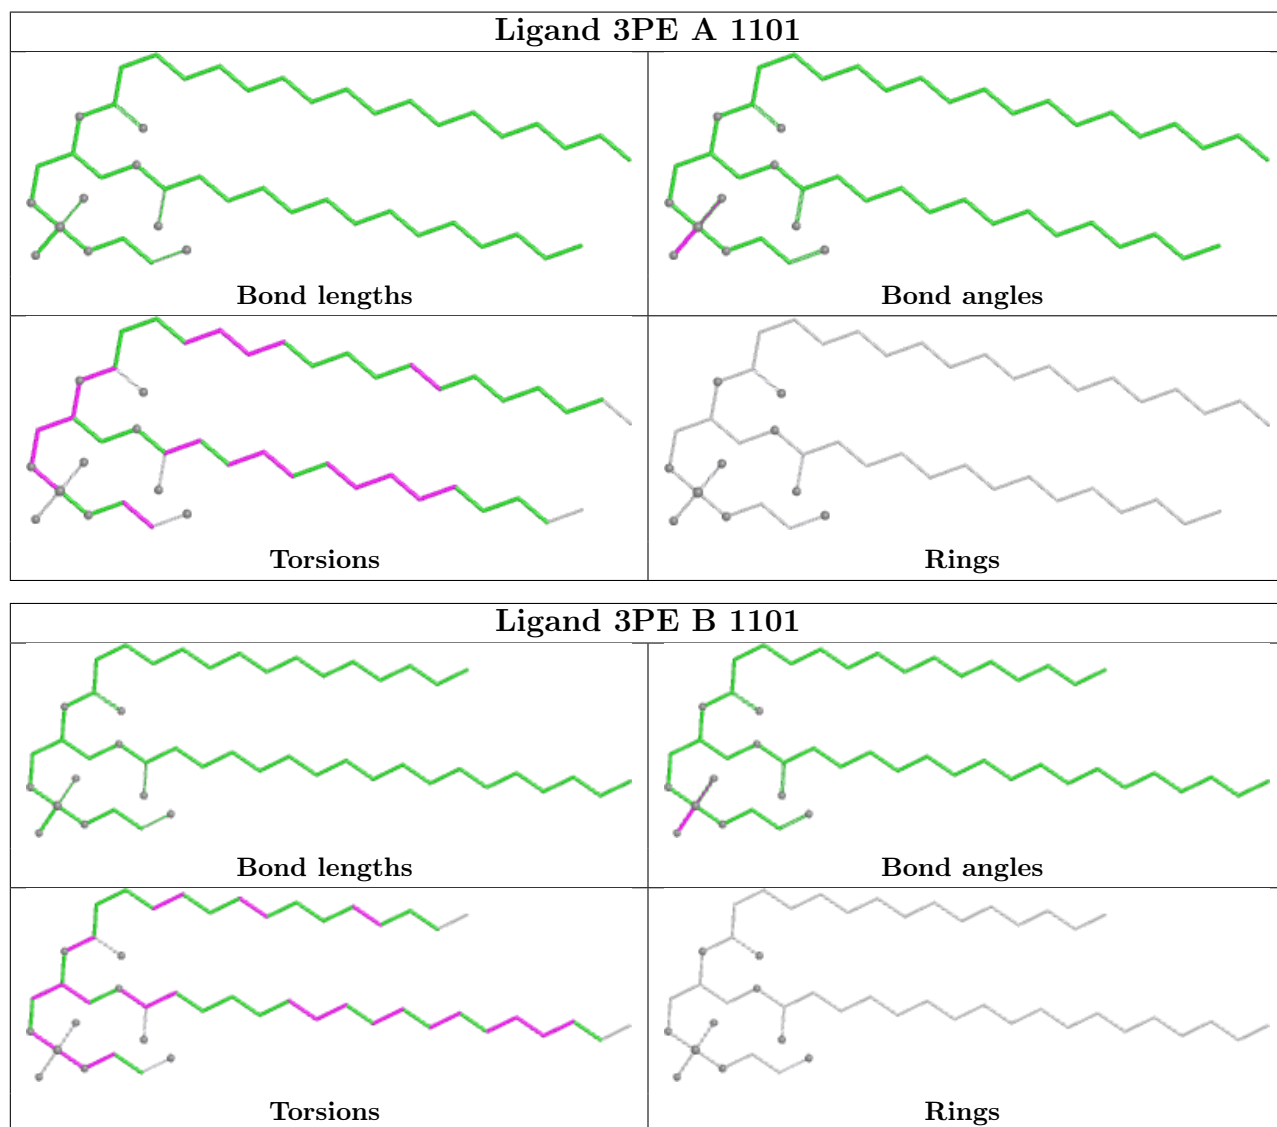 Ligand 3PE A 1101
Bond lengths
Bond angles
Torsions
Rings
Ligand 3PE B 1101
Bond lengths
Bond angles
Torsions
Rings